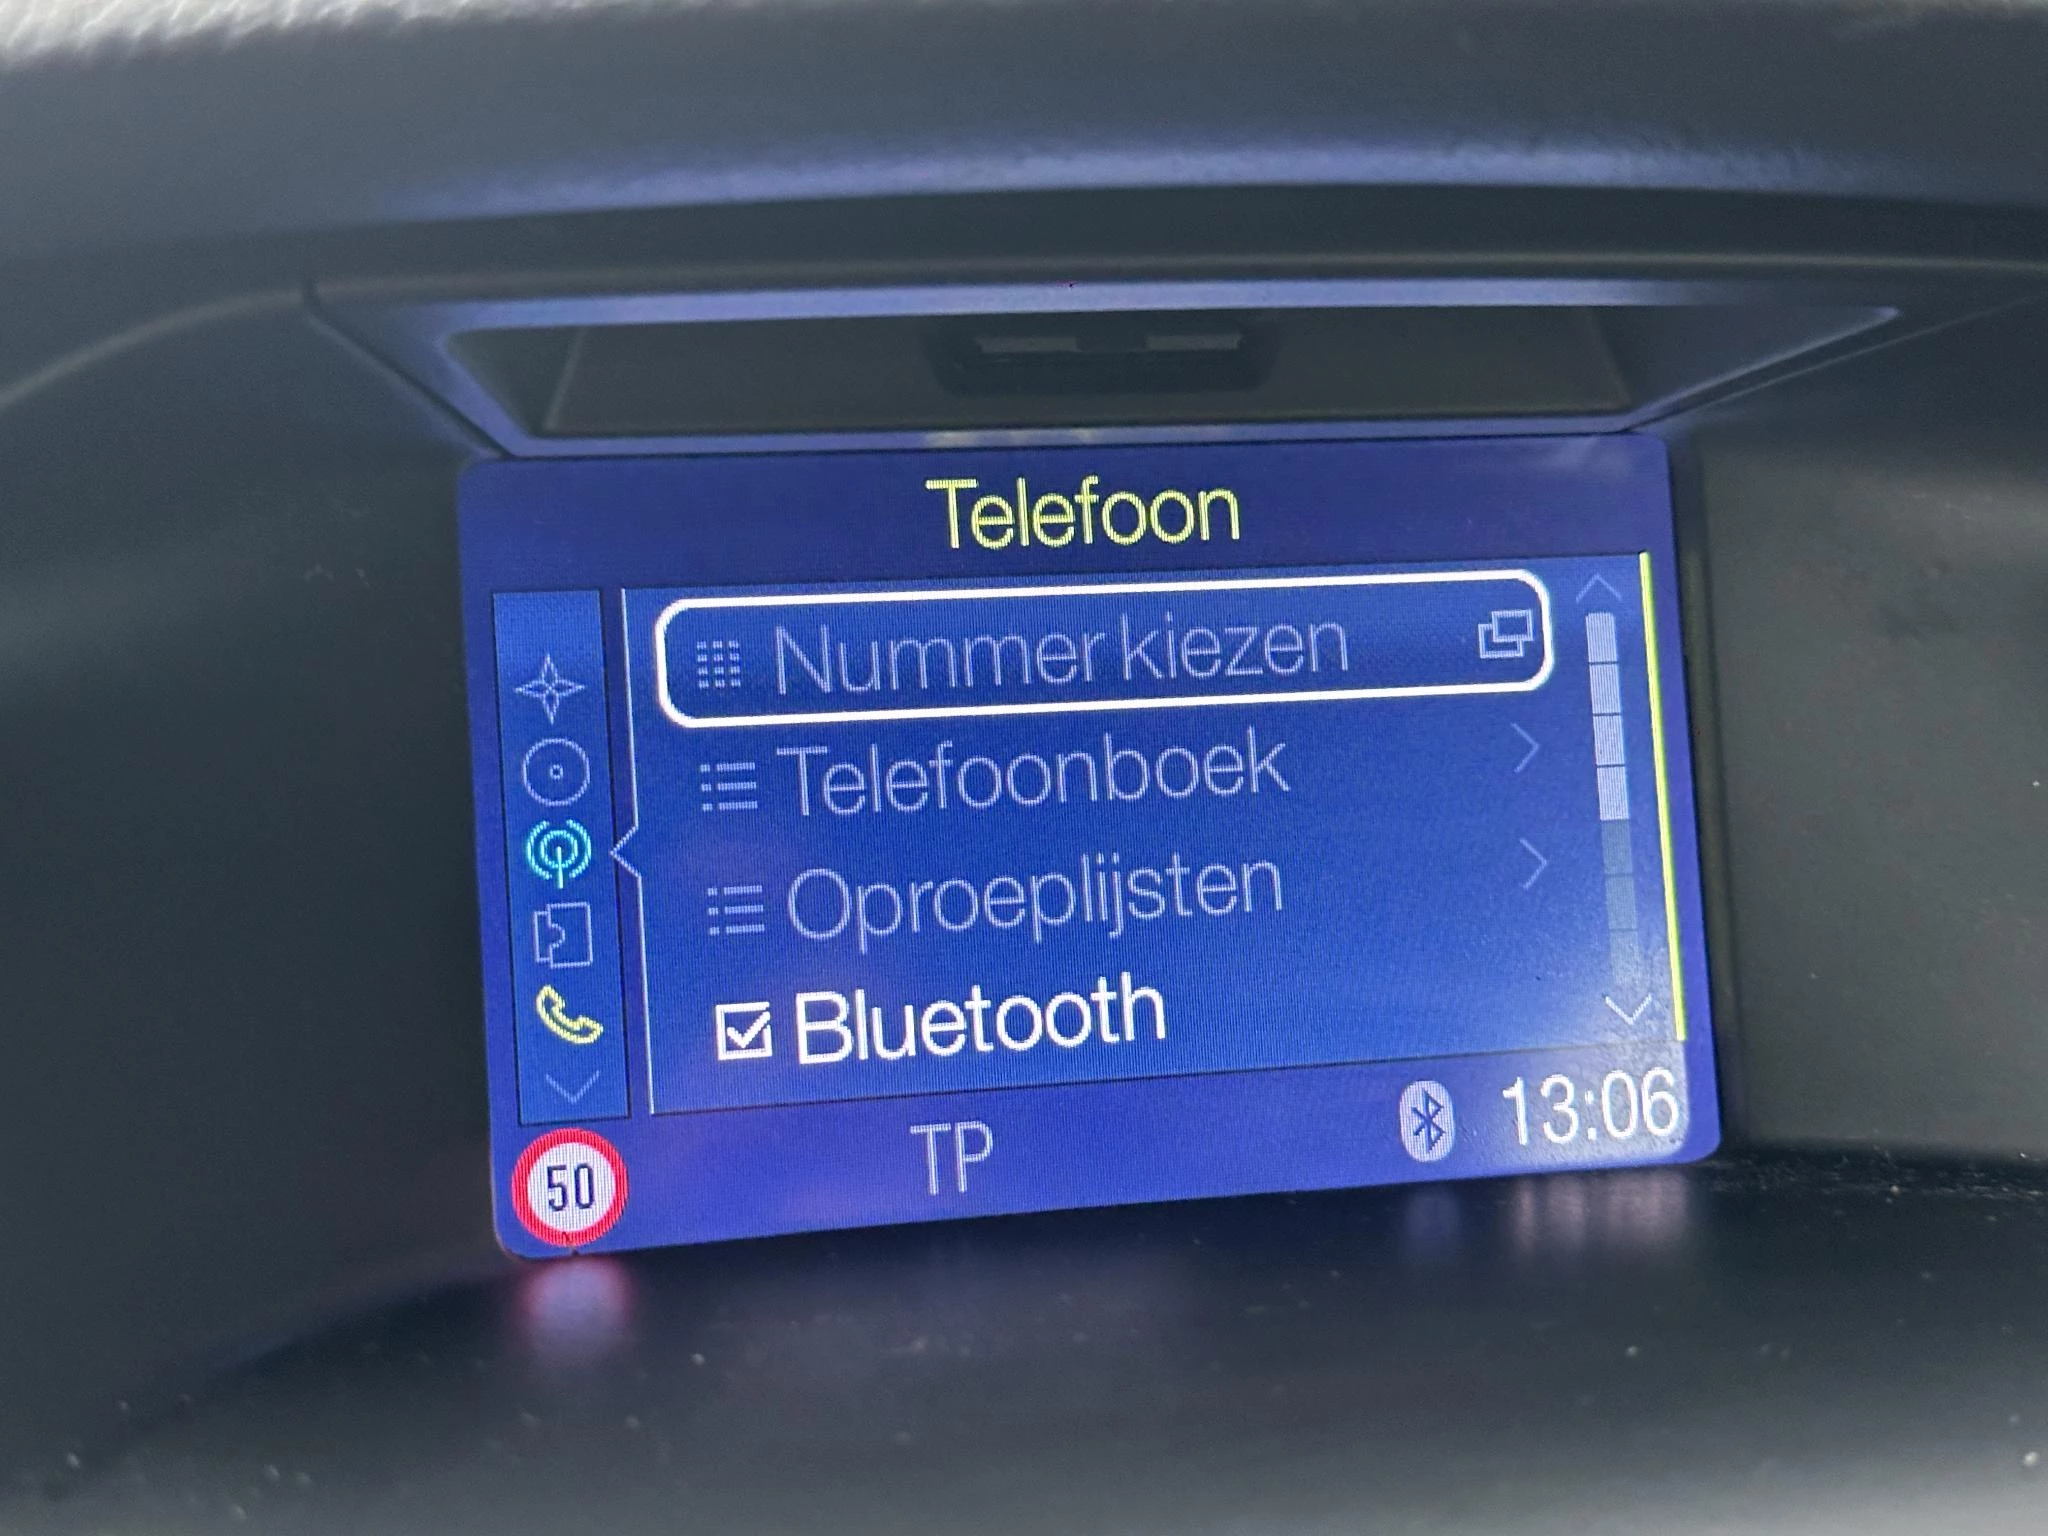 Telefoon
Nummer kiezen
Telefoonboek
Oproeplijsten
Bluetooth
50 TP 13:06